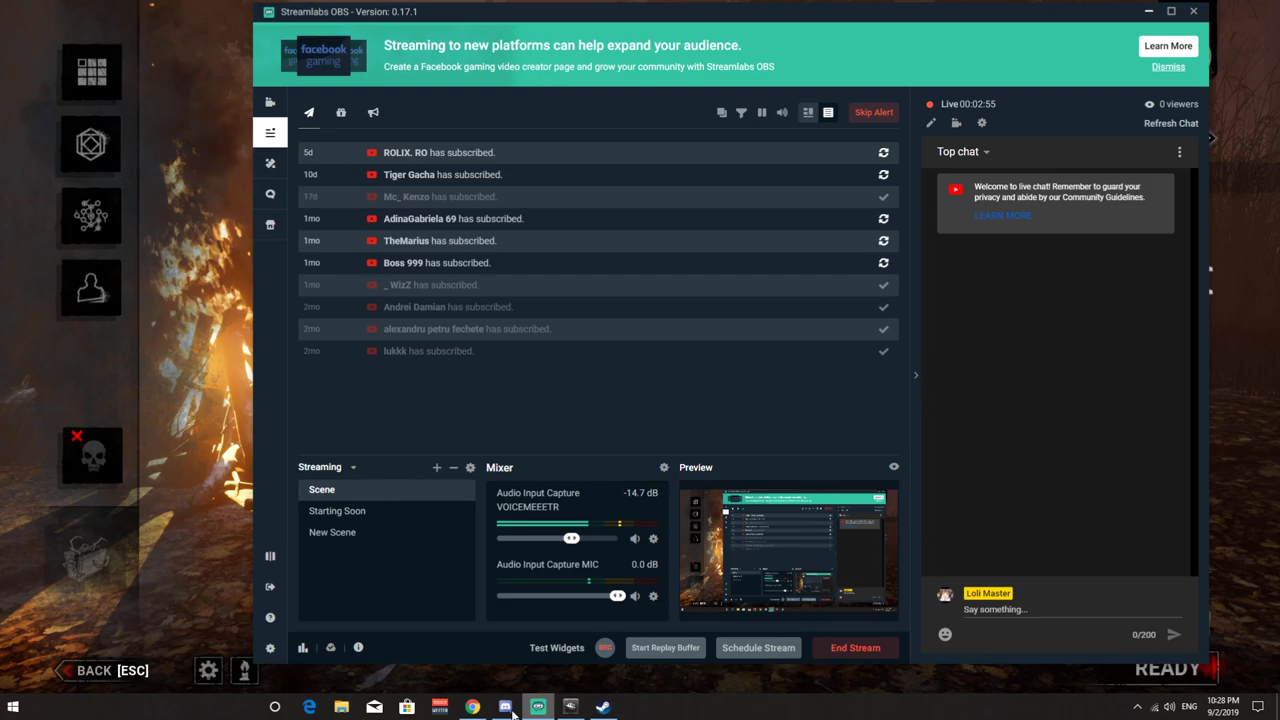 Streamlabs OBS - Version: 0.17.1
facebook gaming
Streaming to new platforms can help expand your audience.
Create a Facebook gaming video creator page and grow your community with Streamlabs OBS
Learn More
Dismiss
Skip Alert
5d ROLIX. RO has subscribed.
10d Tiger Gacha has subscribed.
17d Mc_ Kenzo has subscribed.
1mo AdinaGabriela 69 has subscribed.
1mo TheMarius has subscribed.
1mo Boss 999 has subscribed.
1mo _ WizZ has subscribed.
2mo Andrei Damian has subscribed.
2mo alexandru petru fechete has subscribed.
2mo lukkk has subscribed.
Live 00:02:55
0 viewers
Refresh Chat
Top chat
Welcome to live chat! Remember to guard your
privacy and abide by our Community Guidelines.
LEARN MORE
Streaming
Scene
Starting Soon
New Scene
Mixer
Audio Input Capture -14.7 dB
VOICEMEEETR
Audio Input Capture MIC 0.0 dB
Preview
Loli Master
Say something...
0/200
Test Widgets
REC
Start Replay Buffer
Schedule Stream
End Stream
BACK [ESC]
READY
ENG
10:28 PM
9/2/2019